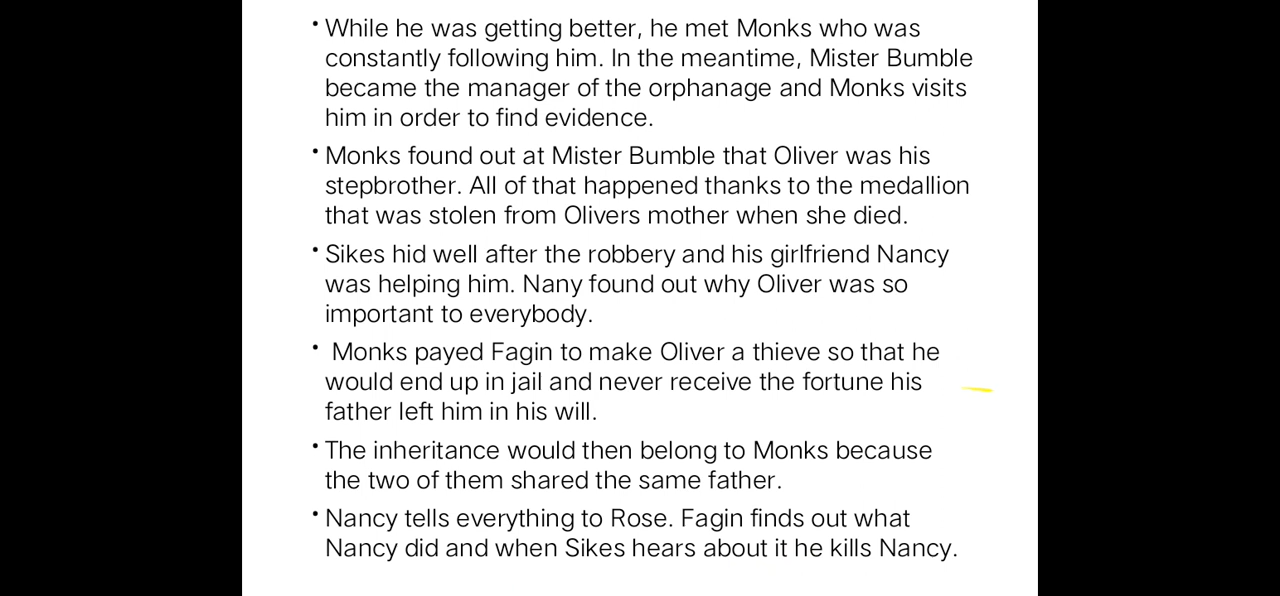 • While he was getting better, he met Monks who was
constantly following him. In the meantime, Mister Bumble
became the manager of the orphanage and Monks visits
him in order to find evidence.
• Monks found out at Mister Bumble that Oliver was his
stepbrother. All of that happened thanks to the medallion
that was stolen from Olivers mother when she died.
• Sikes hid well after the robbery and his girlfriend Nancy
was helping him. Nany found out why Oliver was so
important to everybody.
• Monks payed Fagin to make Oliver a thieve so that he
would end up in jail and never receive the fortune his
father left him in his will.
• The inheritance would then belong to Monks because
the two of them shared the same father.
• Nancy tells everything to Rose. Fagin finds out what
Nancy did and when Sikes hears about it he kills Nancy.